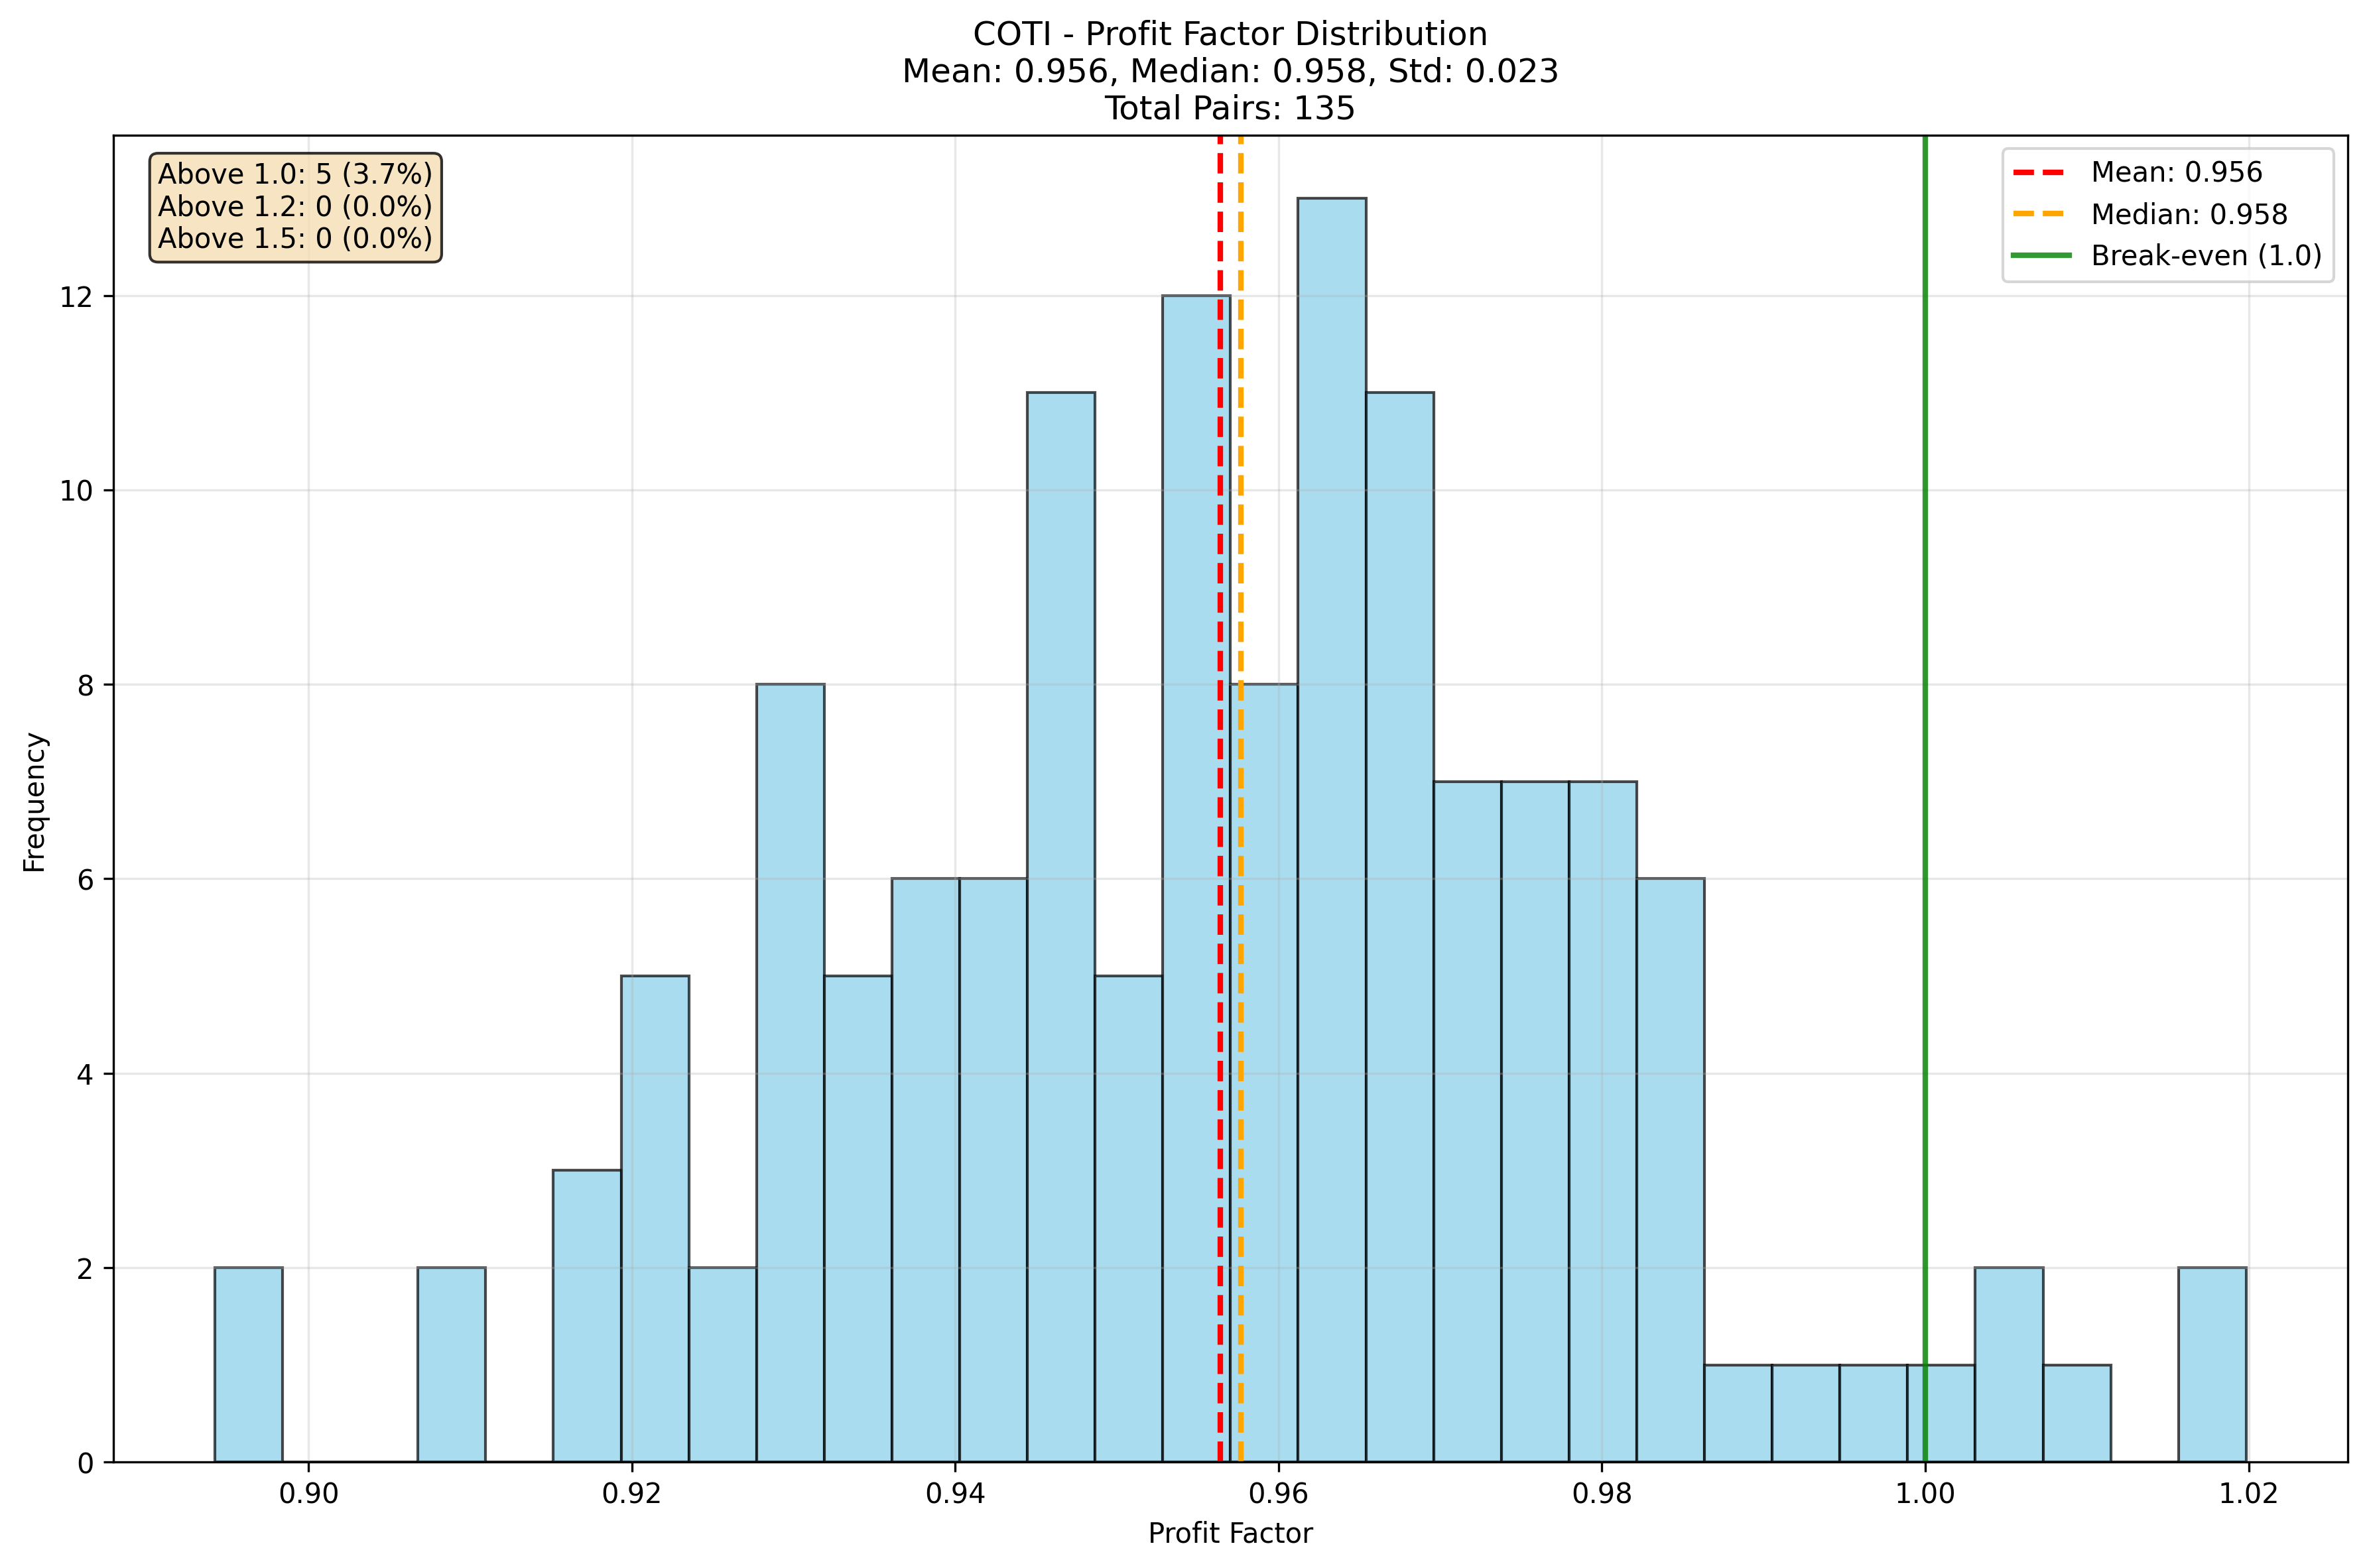 COTI - Profit Factor Distribution
Mean: 0.956, Median: 0.958, Std: 0.023
Total Pairs: 135
Above 1.0: 5 (3.7%)
Above 1.2: 0 (0.0%)
Above 1.5: 0 (0.0%)
Mean: 0.956
Median: 0.958
Break-even (1.0)
Frequency
12
10
8
6
4
2
0
0.90 0.92 0.94 0.96 0.98 1.00 1.02
Profit Factor